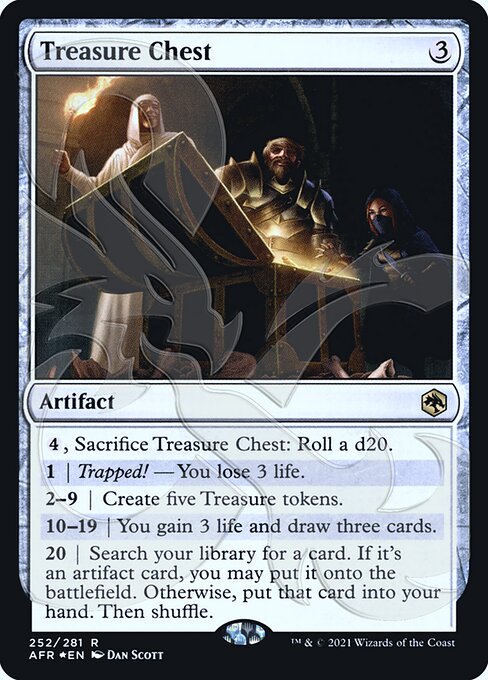 Treasure Chest 3
Artifact
4 , Sacrifice Treasure Chest: Roll a d20.
1 | Trapped! — You lose 3 life.
2–9 | Create five Treasure tokens.
10–19 | You gain 3 life and draw three cards.
20 | Search your library for a card. If it's
an artifact card, you may put it onto the
battlefield. Otherwise, put that card into your
hand. Then shuffle.
252/281 R
™ & © 2021 Wizards of the Coast
AFR EN Dan Scott